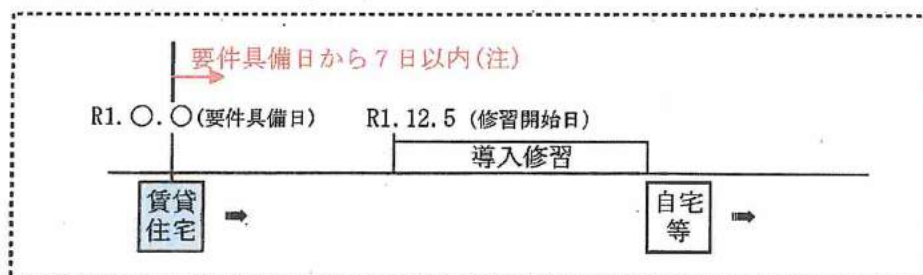 要件具備日から7日以内(注)
R1.○.○(要件具備日)
R1.12.5(修習開始日)
導入修習
賃貸
住宅
自宅
等